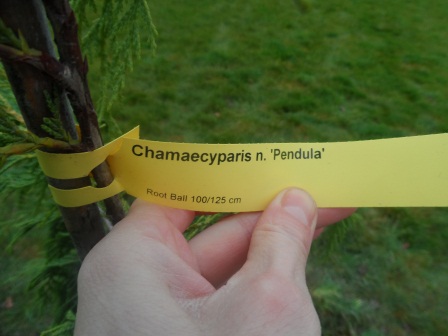 Chamaecyparis n. 'Pendula'
Root Ball 100/125 cm